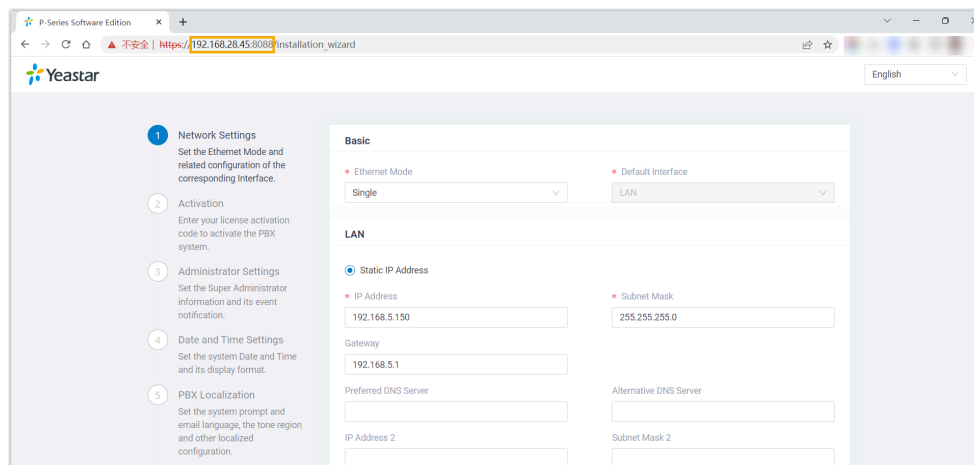 P-Series Software Edition
不安全 | https://192.168.28.45:8088/installation_wizard
Yeastar
English
1
Network Settings
Set the Ethernet Mode and
related configuration of the
corresponding Interface.
2
Activation
Enter your license activation
code to activate the PBX
system.
3
Administrator Settings
Set the Super Administrator
information and its event
notification.
4
Date and Time Settings
Set the system Date and Time
and its display format.
5
PBX Localization
Set the system prompt and
email language, the tone region
and other localized
configuration.
Basic
* Ethernet Mode
* Default Interface
Single
LAN
LAN
Static IP Address
* IP Address
* Subnet Mask
192.168.5.150
255.255.255.0
Gateway
192.168.5.1
Preferred DNS Server
Alternative DNS Server
IP Address 2
Subnet Mask 2